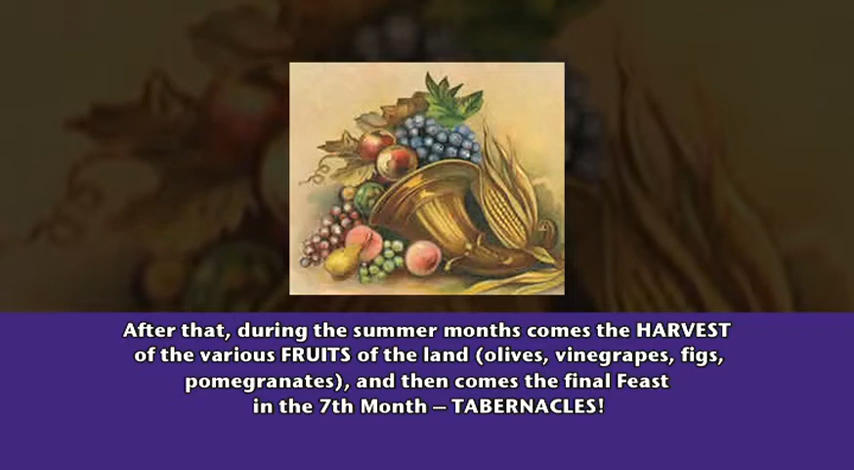 After that, during the summer months comes the HARVEST
of the various FRUITS of the land (olives, vinegrapes, figs,
pomegranates), and then comes the final Feast
in the 7th Month – TABERNACLES!